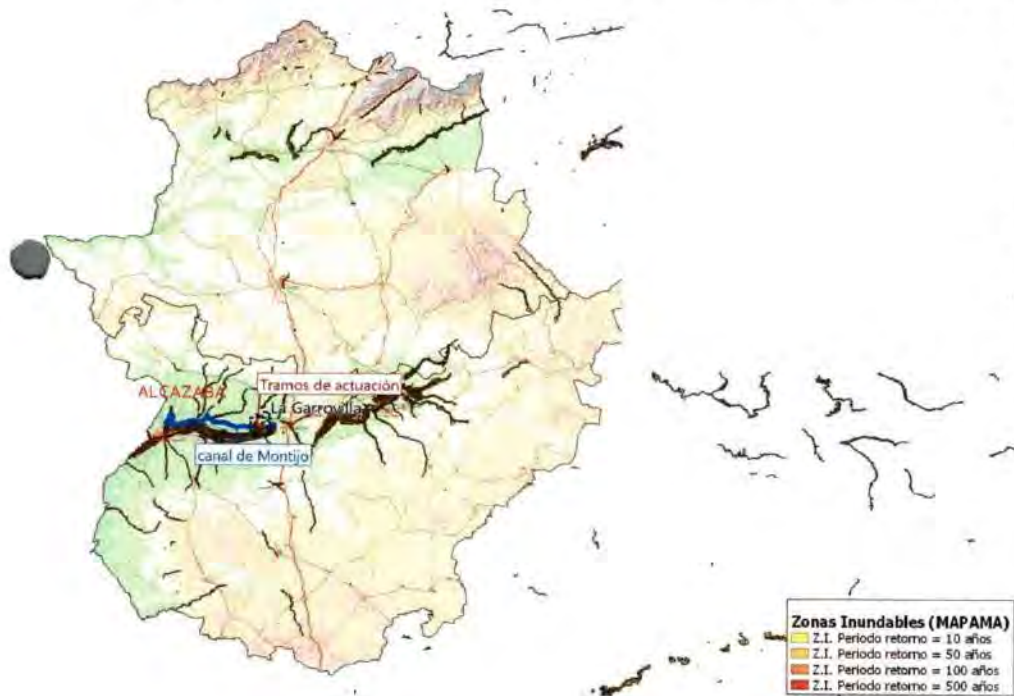 Tramos de actuación
ALCAZABA
La Garrovilla
canal de Montijo
Zonas Inundables (MAPAMA)
Z.I. Periodo retorno = 10 años
Z.I. Periodo retorno = 50 años
Z.I. Periodo retorno = 100 años
Z.I. Periodo retorno = 500 años